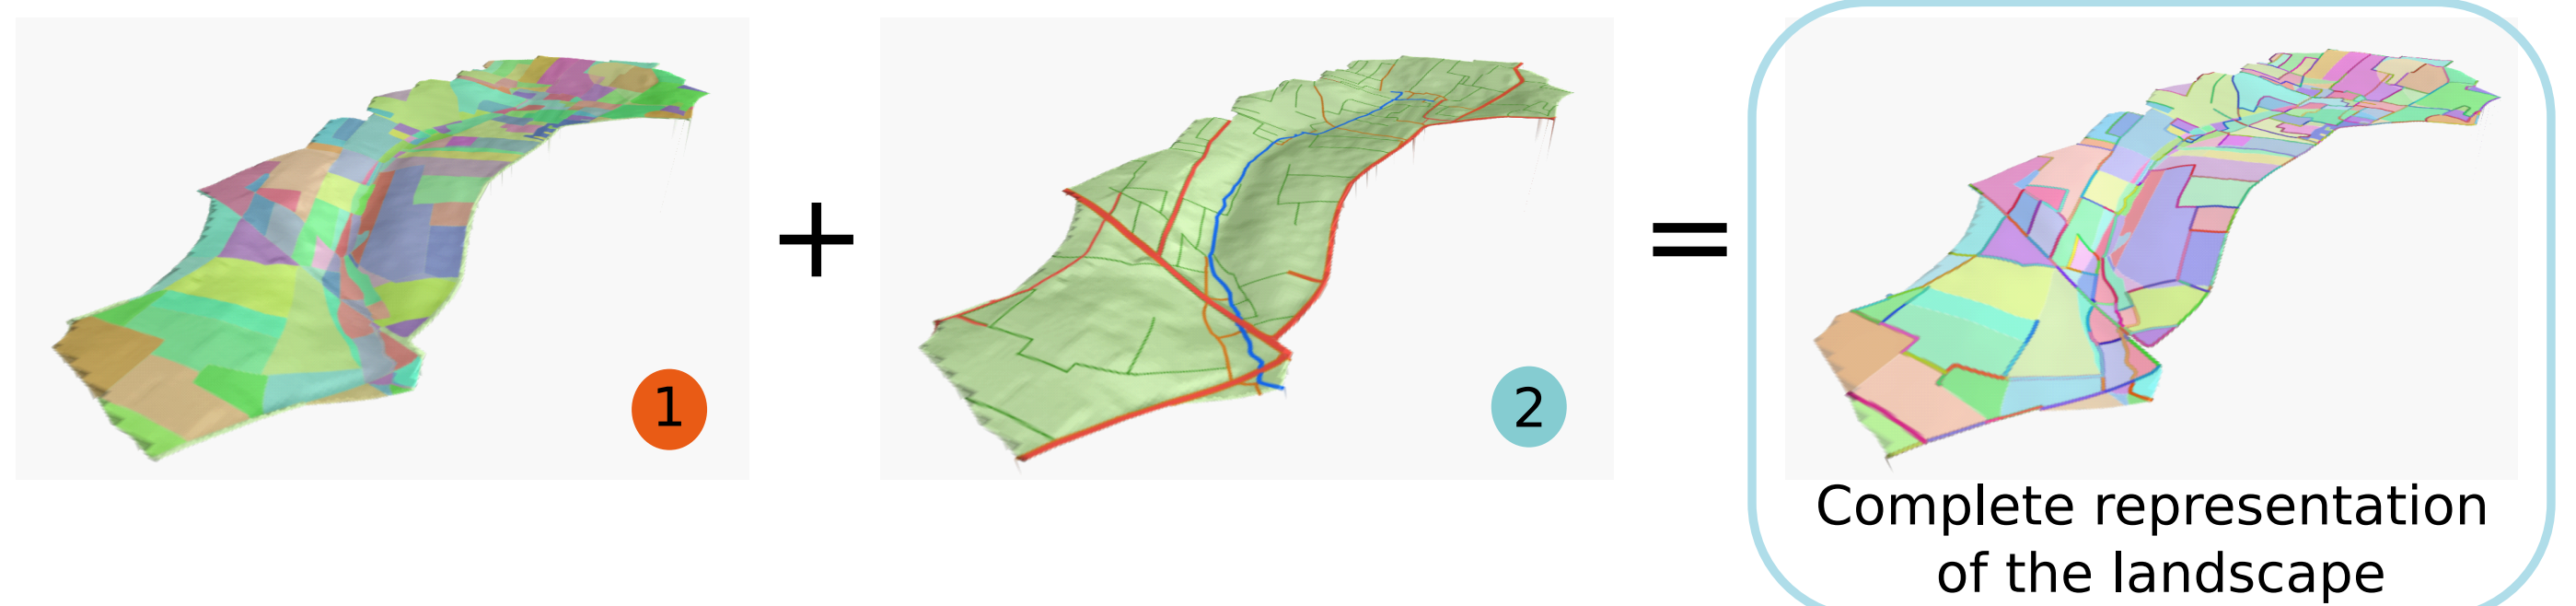 1
+
2
=
Complete representation
of the landscape